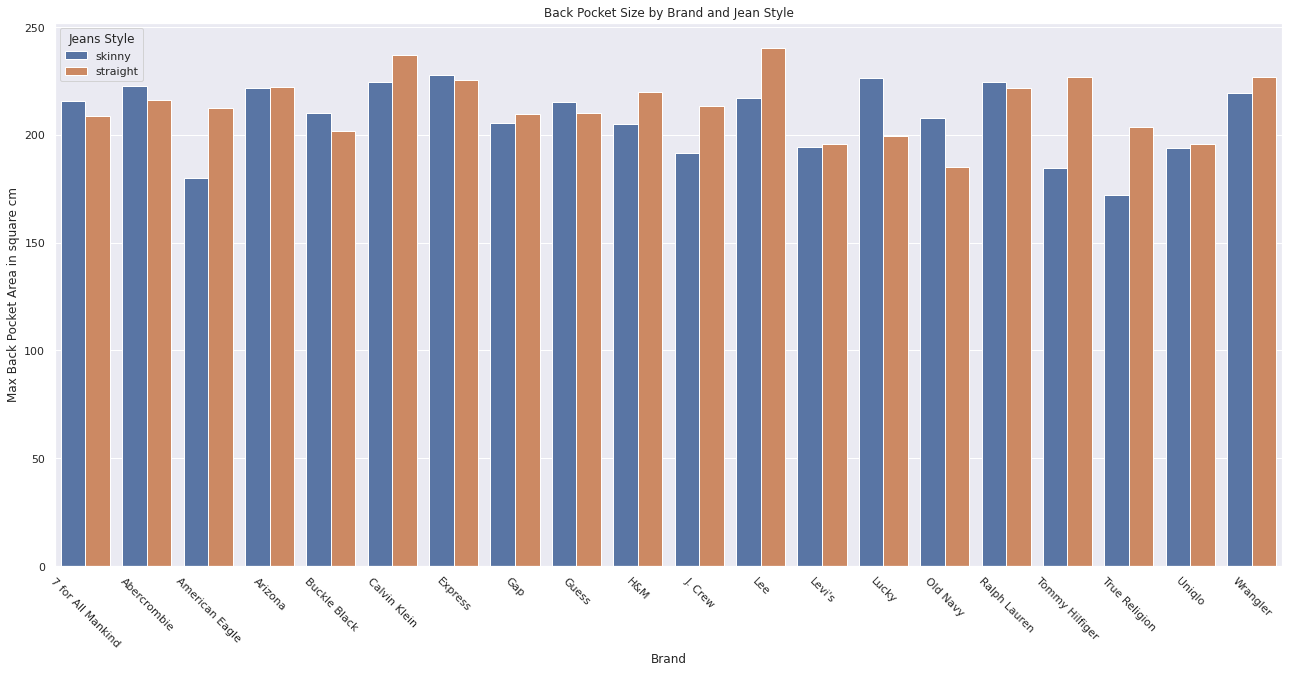 Back Pocket Size by Brand and Jean Style
Jeans Style
skinny
straight
Max Back Pocket Area in square cm
250
200
150
100
50
0
7 for All Mankind
Abercrombie
American Eagle
Arizona
Buckle Black
Calvin Klein
Express
Gap
Guess
H&M
J. Crew
Lee
Levi's
Lucky
Old Navy
Ralph Lauren
Tommy Hilfiger
True Religion
Uniqlo
Wrangler
Brand